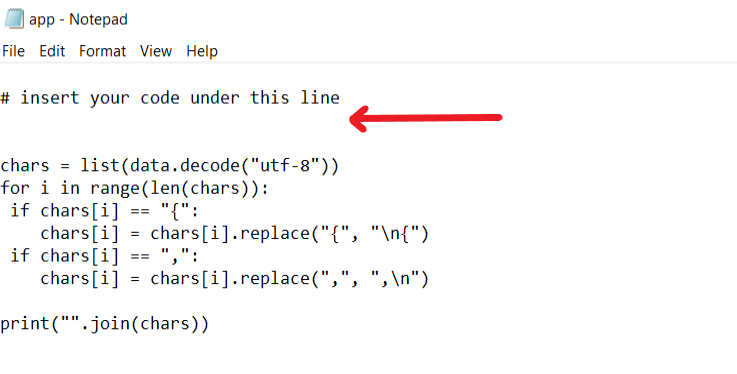 app - Notepad
File Edit Format View Help
# insert your code under this line
chars = list(data.decode("utf-8"))
for i in range(len(chars)):
 if chars[i] == "{":
    chars[i] = chars[i].replace("{", "\n{")
 if chars[i] == ",":
    chars[i] = chars[i].replace(",", ",\n")
print("".join(chars))